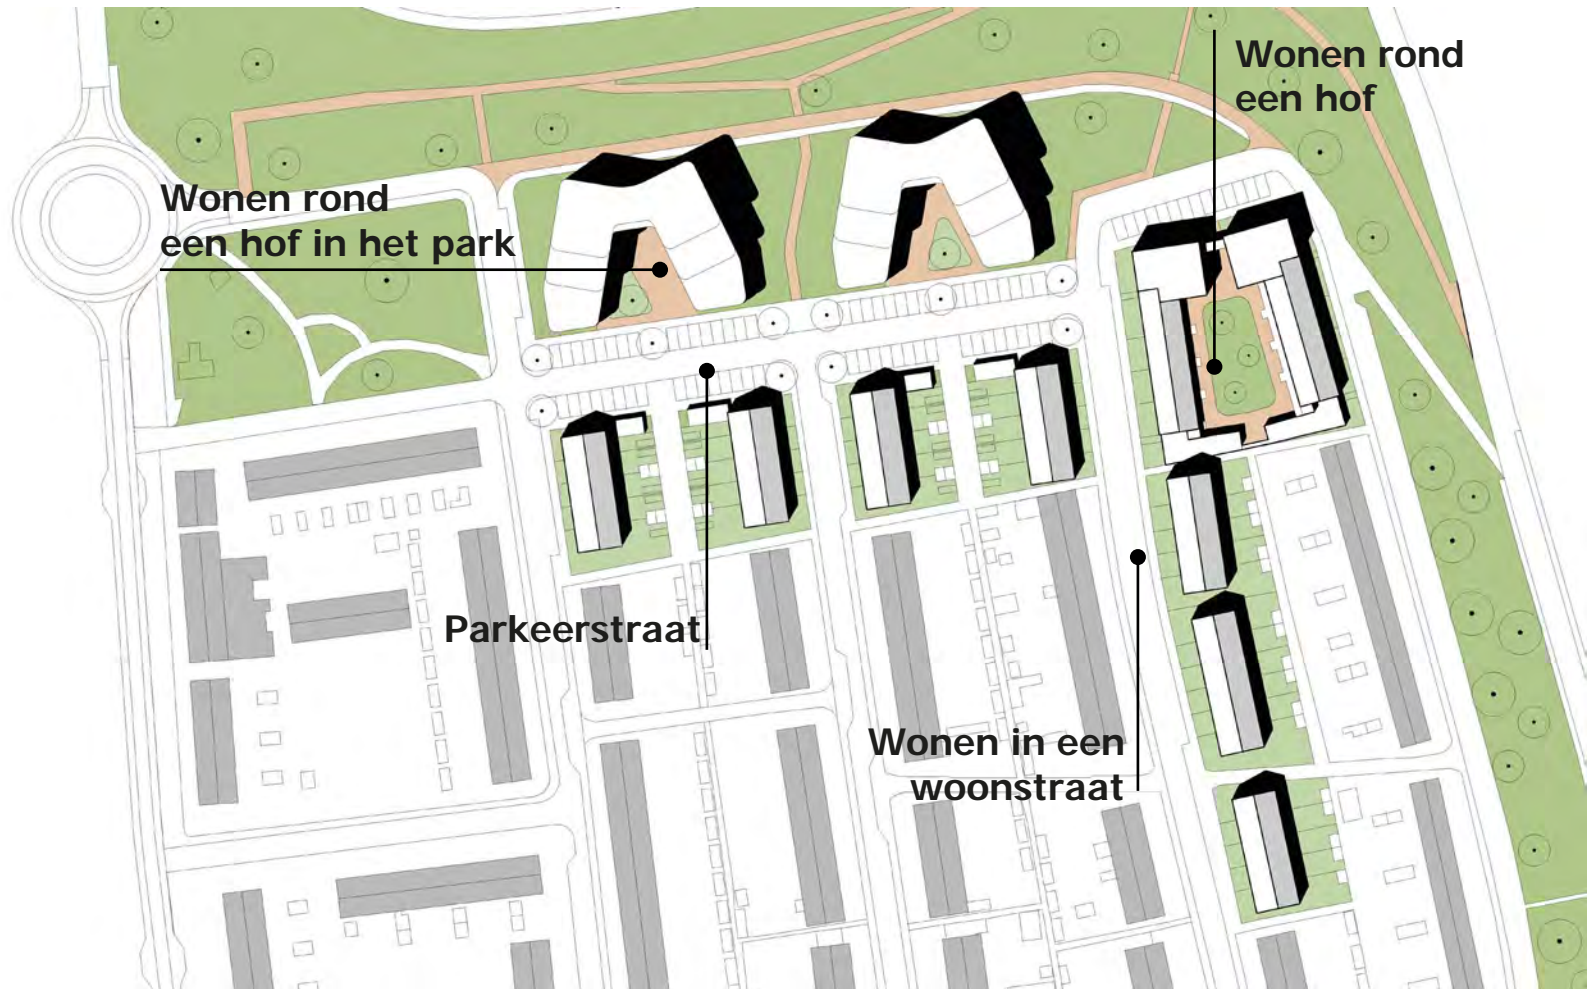 Wonen rond
een hof
Wonen rond
een hof in het park
Parkeerstraat
Wonen in een
woonstraat